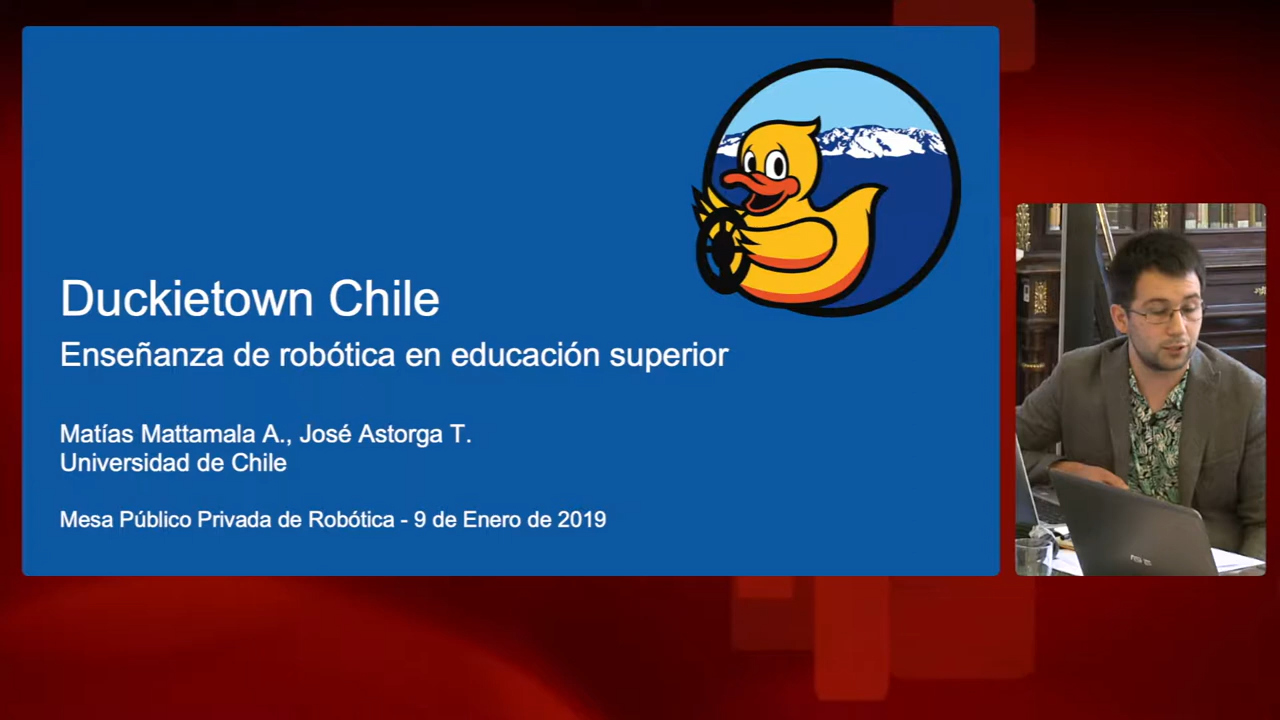 Duckietown Chile
Enseñanza de robótica en educación superior
Matías Mattamala A., José Astorga T.
Universidad de Chile
Mesa Público Privada de Robótica - 9 de Enero de 2019
ASUS